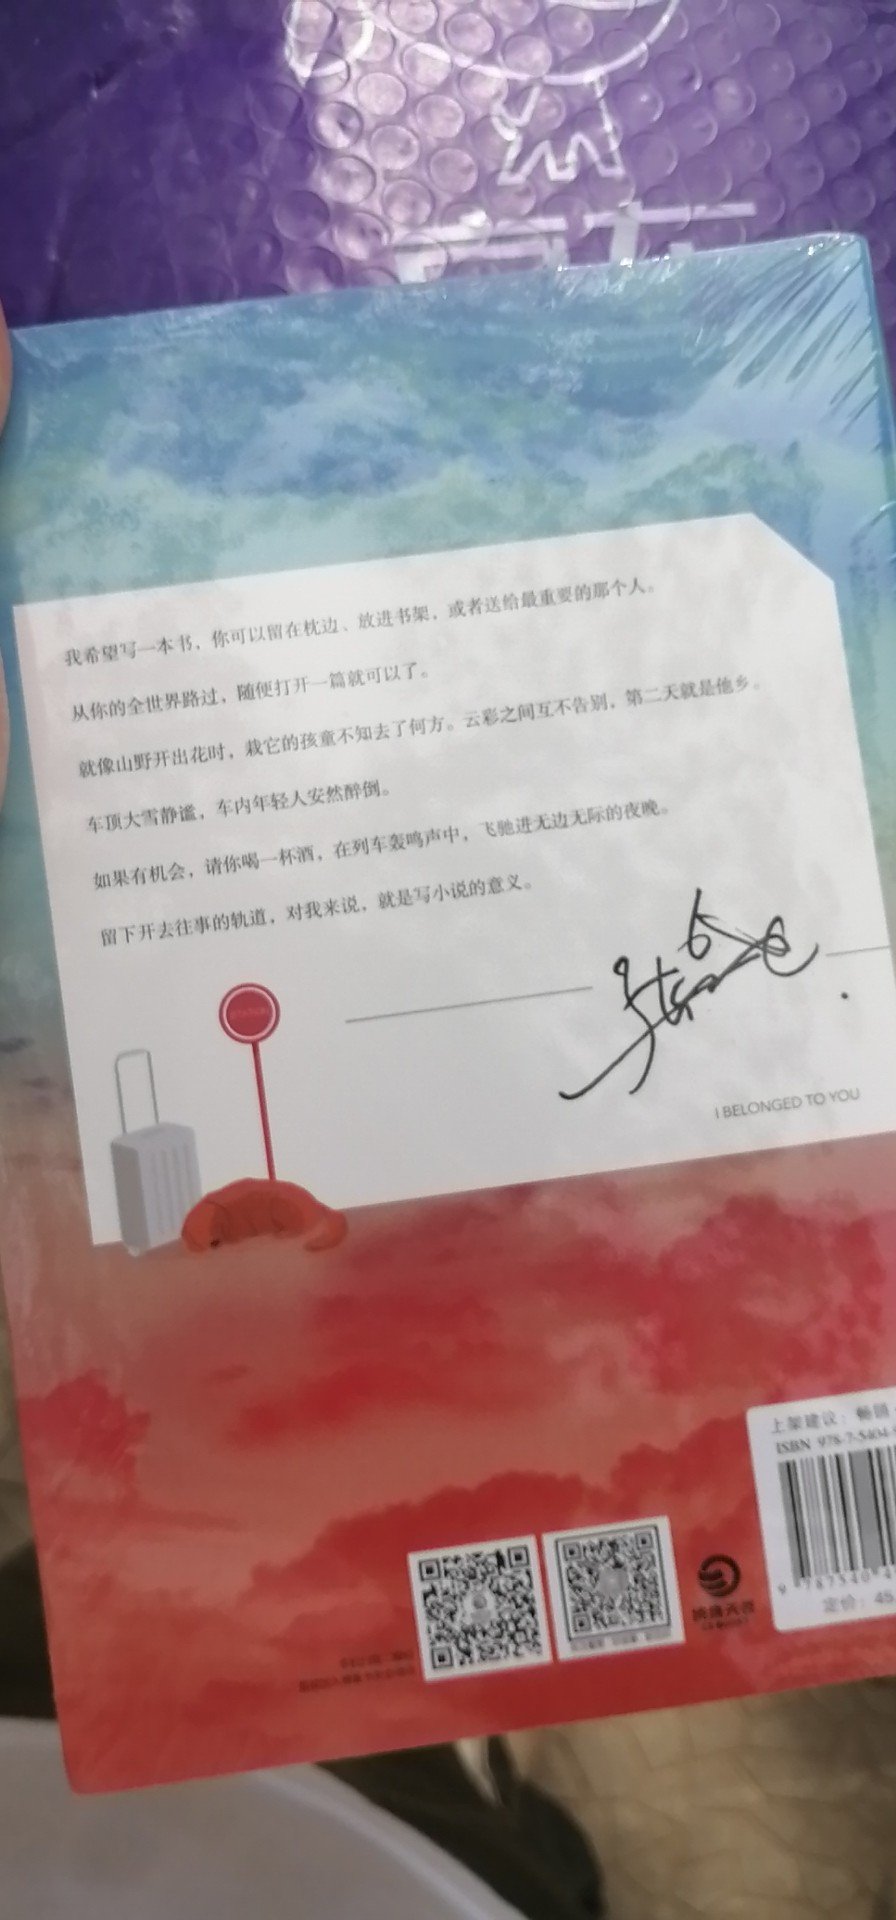 我希望写一本书，你可以留在枕边、放进书架，或者送给最重要的那个人。
从你的全世界路过，随便打开一篇就可以了。
就像山野开出花时，栽它的孩童不知去了何方。云彩之间互不告别，第二天就是他乡。
车顶大雪静谧，车内年轻人安然醉倒。
如果有机会，请你喝一杯酒，在列车轰鸣声中，飞驰进无边无际的夜晚。
留下开去往事的轨道，对我来说，就是写小说的意义。
I BELONGED TO YOU
上架建议：畅销
ISBN 978-7-5404-
9 787540 4
定价：